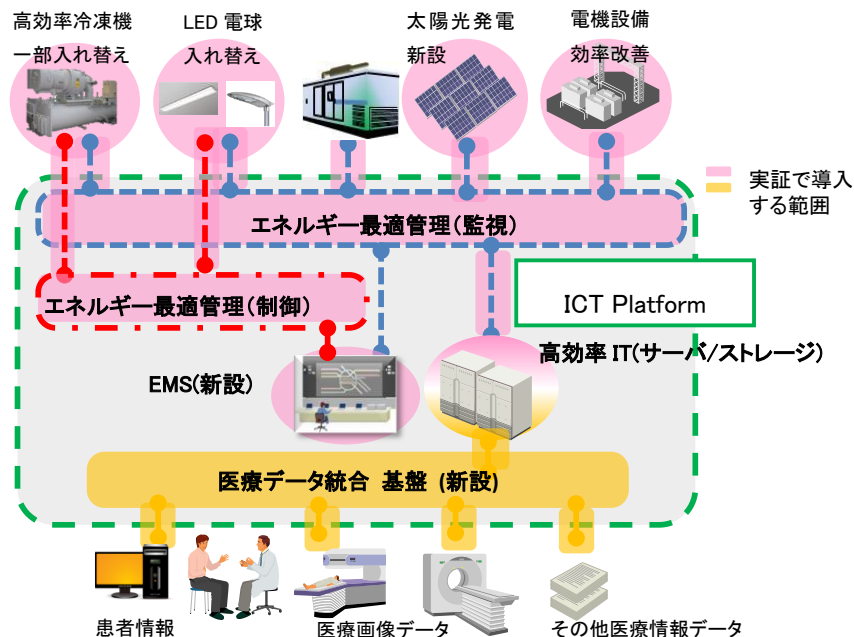 高効率冷凍機
一部入れ替え
LED 電球
入れ替え
太陽光発電
新設
電機設備
効率改善
実証で導入
する範囲
エネルギー最適管理(監視)
エネルギー最適管理(制御)
ICT Platform
高効率 IT(サーバ/ストレージ)
EMS(新設)
医療データ統合 基盤 (新設)
患者情報
医療画像データ
その他医療情報データ